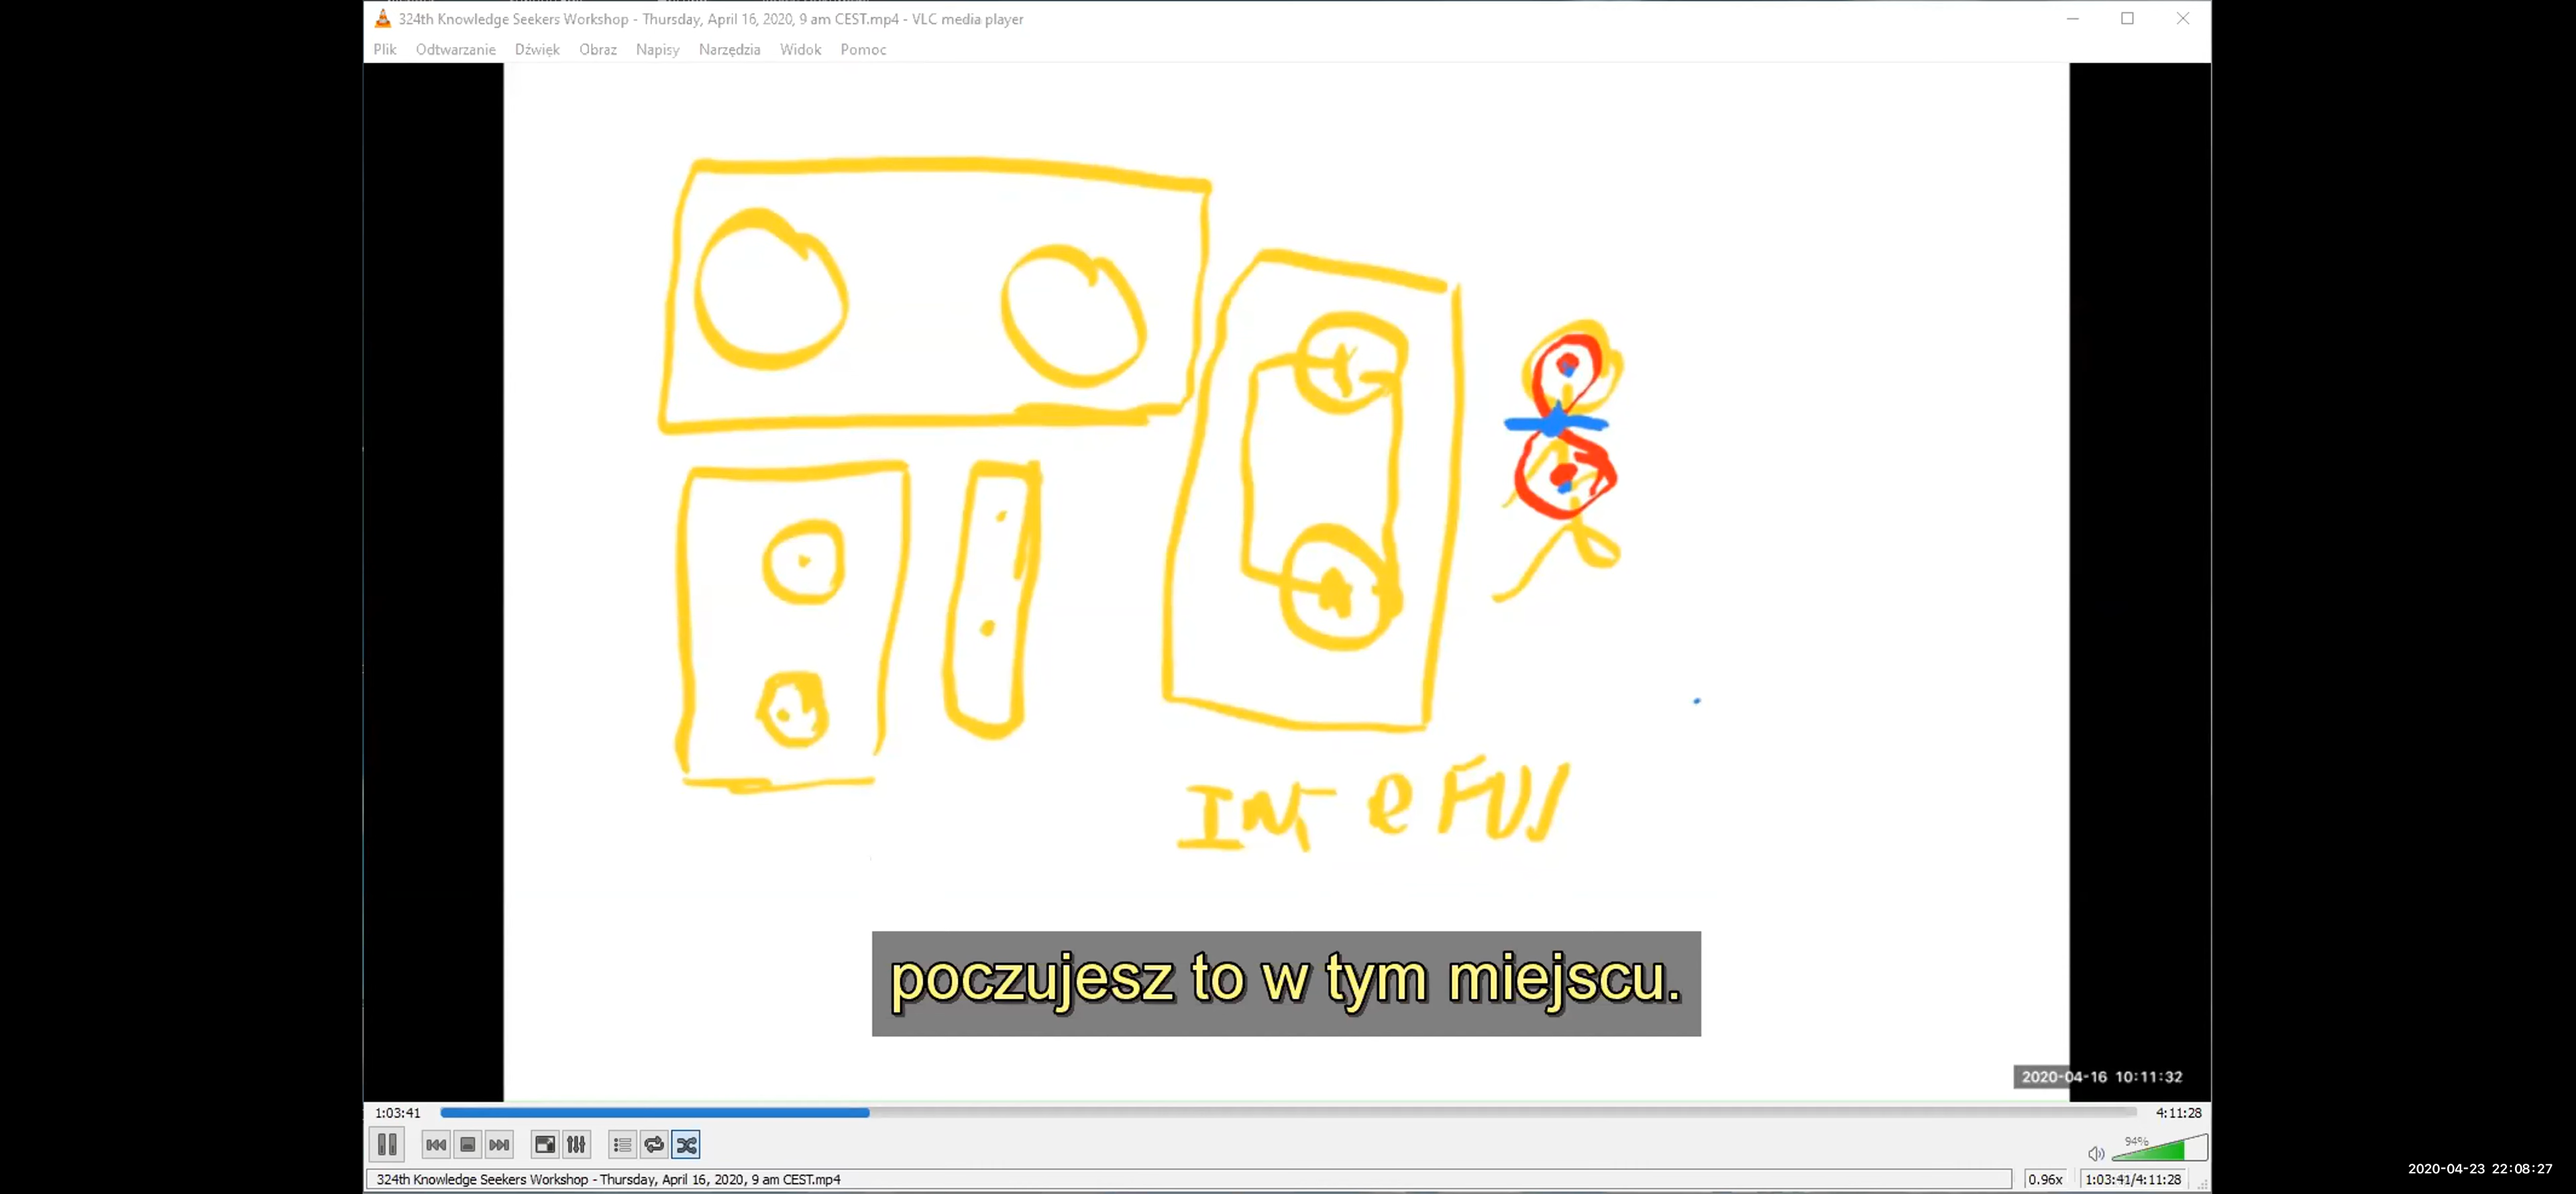 324th Knowledge Seekers Workshop - Thursday, April 16, 2020, 9 am CEST.mp4 - VLC media player
Plik Odtwarzanie Dźwięk Obraz Napisy Narzędzia Widok Pomoc
poczujesz to w tym miejscu.
2020-04-16 10:11:32
1:03:41 4:11:28
94%
324th Knowledge Seekers Workshop - Thursday, April 16, 2020, 9 am CEST.mp4 0.96x 1:03:41/4:11:28
2020-04-23 22:08:27